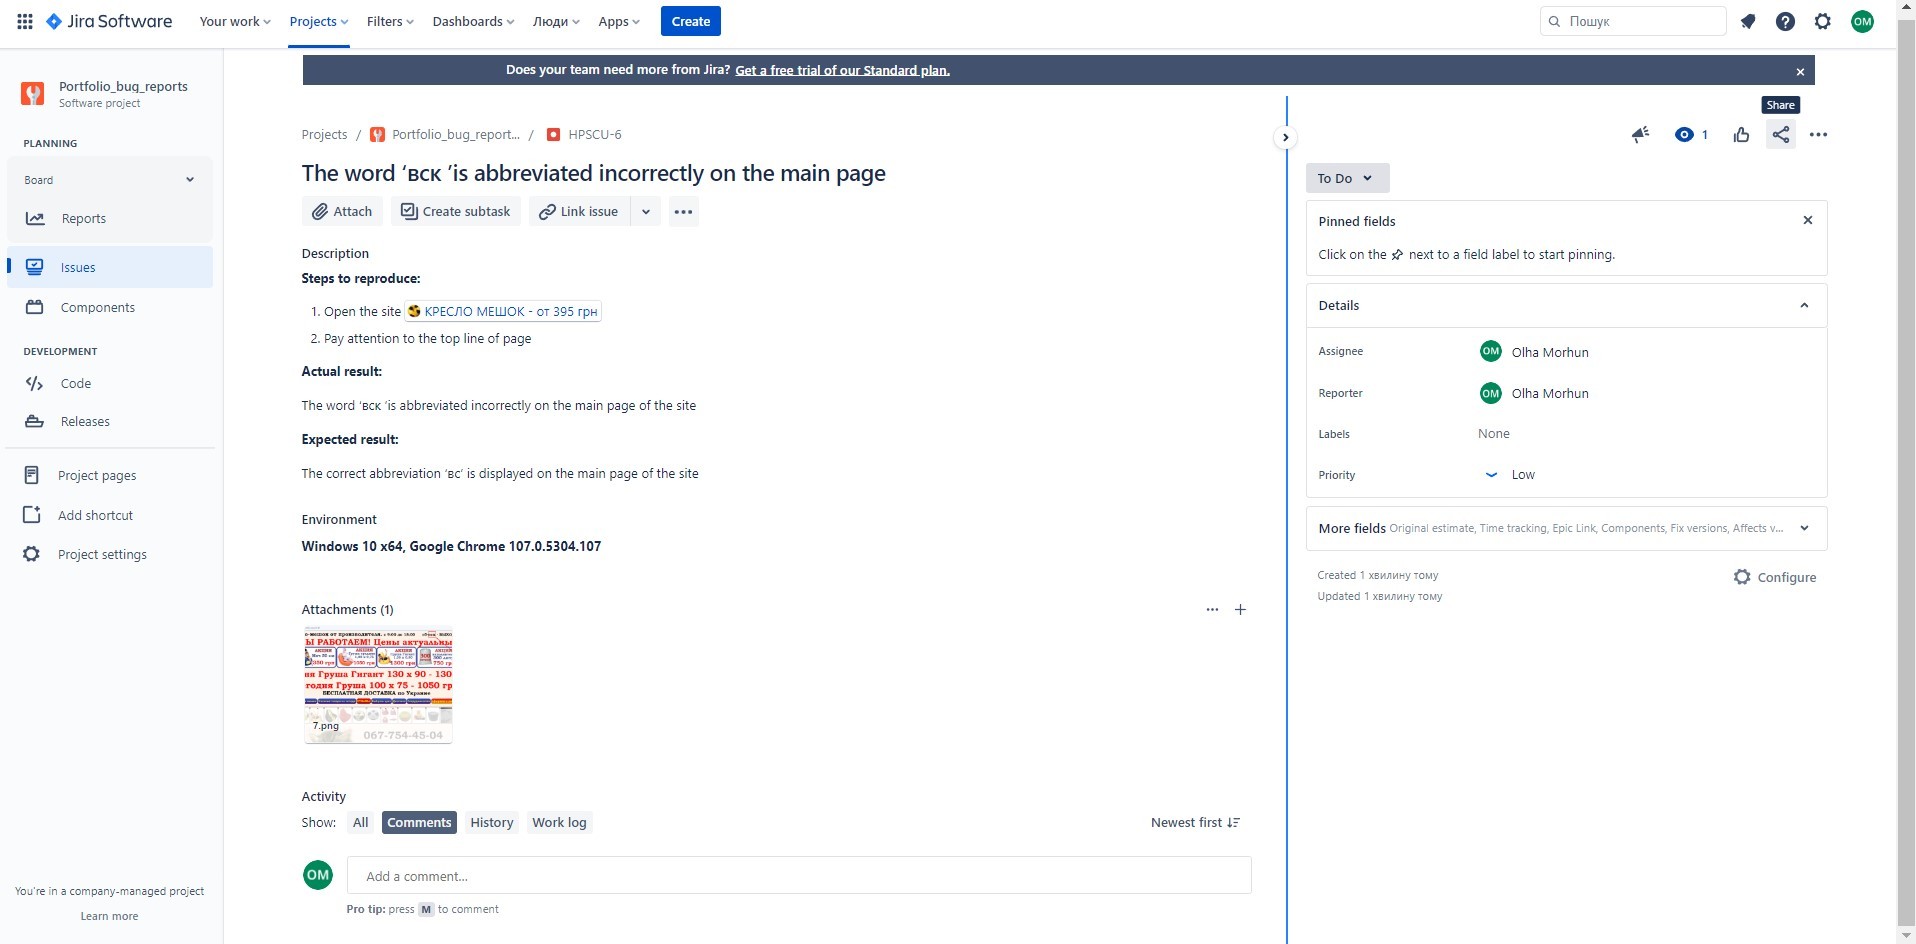 Jira Software
Your work
Projects
Filters
Dashboards
Люди
Apps
Create
Пошук
OM
Does your team need more from Jira? Get a free trial of our Standard plan.
Portfolio_bug_reports
Software project
PLANNING
Board
Reports
Issues
Components
DEVELOPMENT
Code
Releases
Project pages
Add shortcut
Project settings
You're in a company-managed project
Learn more
Projects / Portfolio_bug_report... / HPSCU-6
The word ‘вск ’is abbreviated incorrectly on the main page
Attach
Create subtask
Link issue
Description
Steps to reproduce:
1. Open the site КРЕСЛО МЕШОК - от 395 грн
2. Pay attention to the top line of page
Actual result:
The word ‘вск ’is abbreviated incorrectly on the main page of the site
Expected result:
The correct abbreviation ‘вс’ is displayed on the main page of the site
Environment
Windows 10 x64, Google Chrome 107.0.5304.107
Attachments (1)
Ы РАБОТАЕМ! Цены актуальны
ия Груша Гигант 130 х 90 - 130
годня Груша 100 х 75 - 1050 гр
БЕСПЛАТНАЯ ДОСТАВКА по Украине
7.png
067-754-45-04
Activity
Show:
All
Comments
History
Work log
Newest first
OM
Add a comment...
Pro tip: press M to comment
Share
1
To Do
Pinned fields
Click on the next to a field label to start pinning.
Details
Assignee
OM Olha Morhun
Reporter
OM Olha Morhun
Labels
None
Priority
Low
More fields Original estimate, Time tracking, Epic Link, Components, Fix versions, Affects v...
Created 1 хвилину тому
Updated 1 хвилину тому
Configure